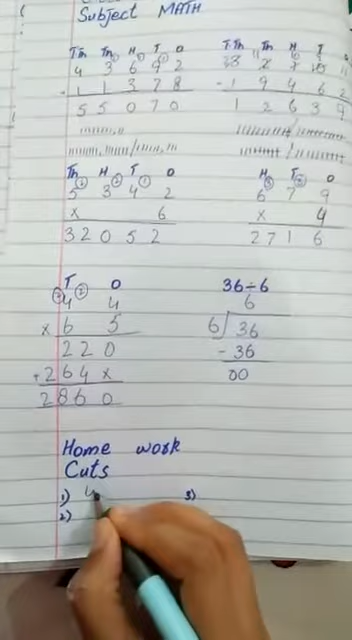 Subject MATH
T.Th Th H T O
4 3 6 9 2
- 1 1 3 7 8
5 5 0 7 0
T.Th Th H T
- 1 9 4 6 2
1 2 6 3 9
Th H T O
5 3 4 2
x 6
3 2 0 5 2
H T O
6 7 9
x 4
2 7 1 6
T O
4 4
x 6 5
2 2 0
+ 2 6 4 x
2 8 6 0
36÷6
6
6 36
- 36
00
Home work
Cuts
1) 4 3)
2)